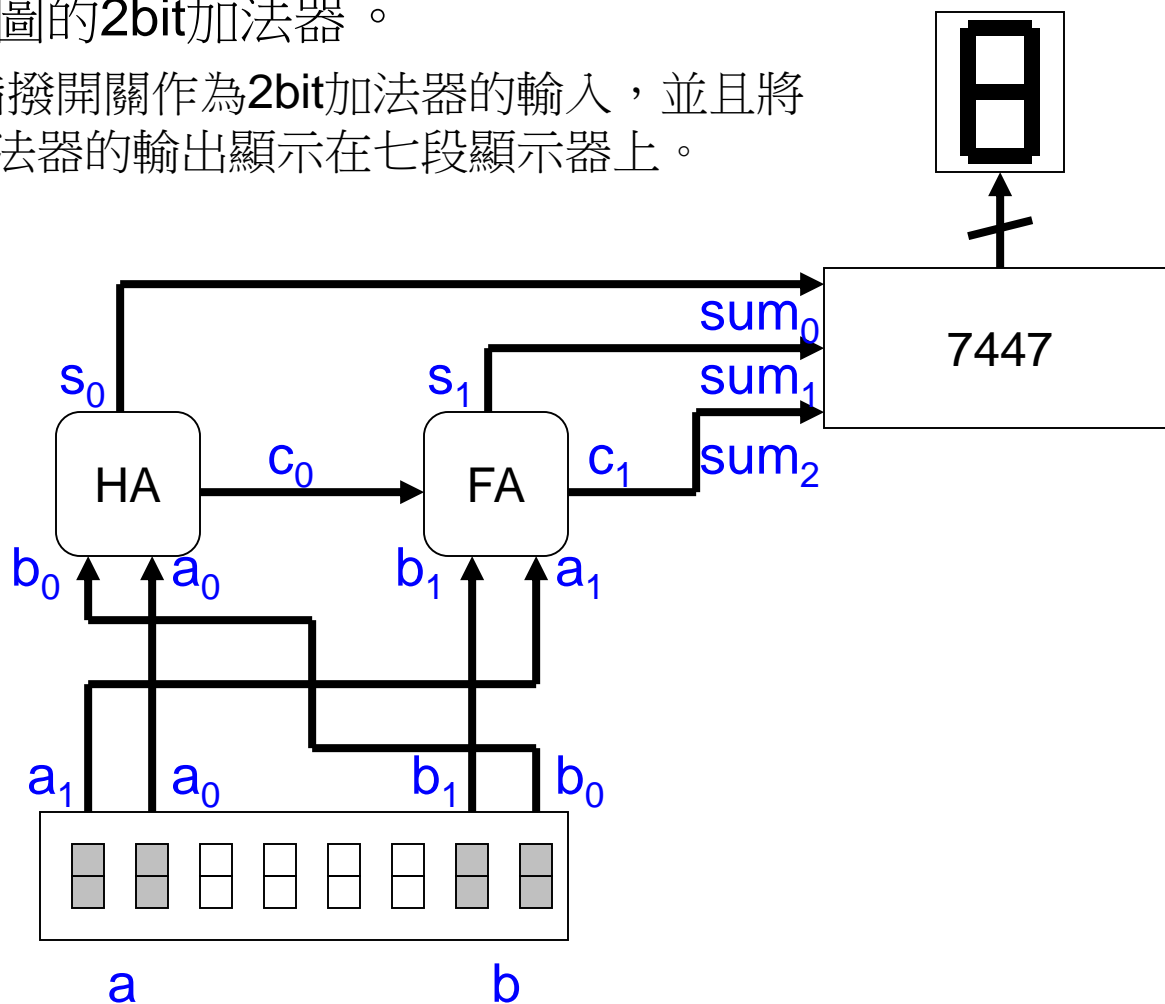 圖的2bit加法器。
撥開關作為2bit加法器的輸入，並且將
法器的輸出顯示在七段顯示器上。
sum0
7447
s0
s1
sum1
HA
c0
FA
c1
sum2
b0
a0
b1
a1
a1
a0
b1
b0
a
b